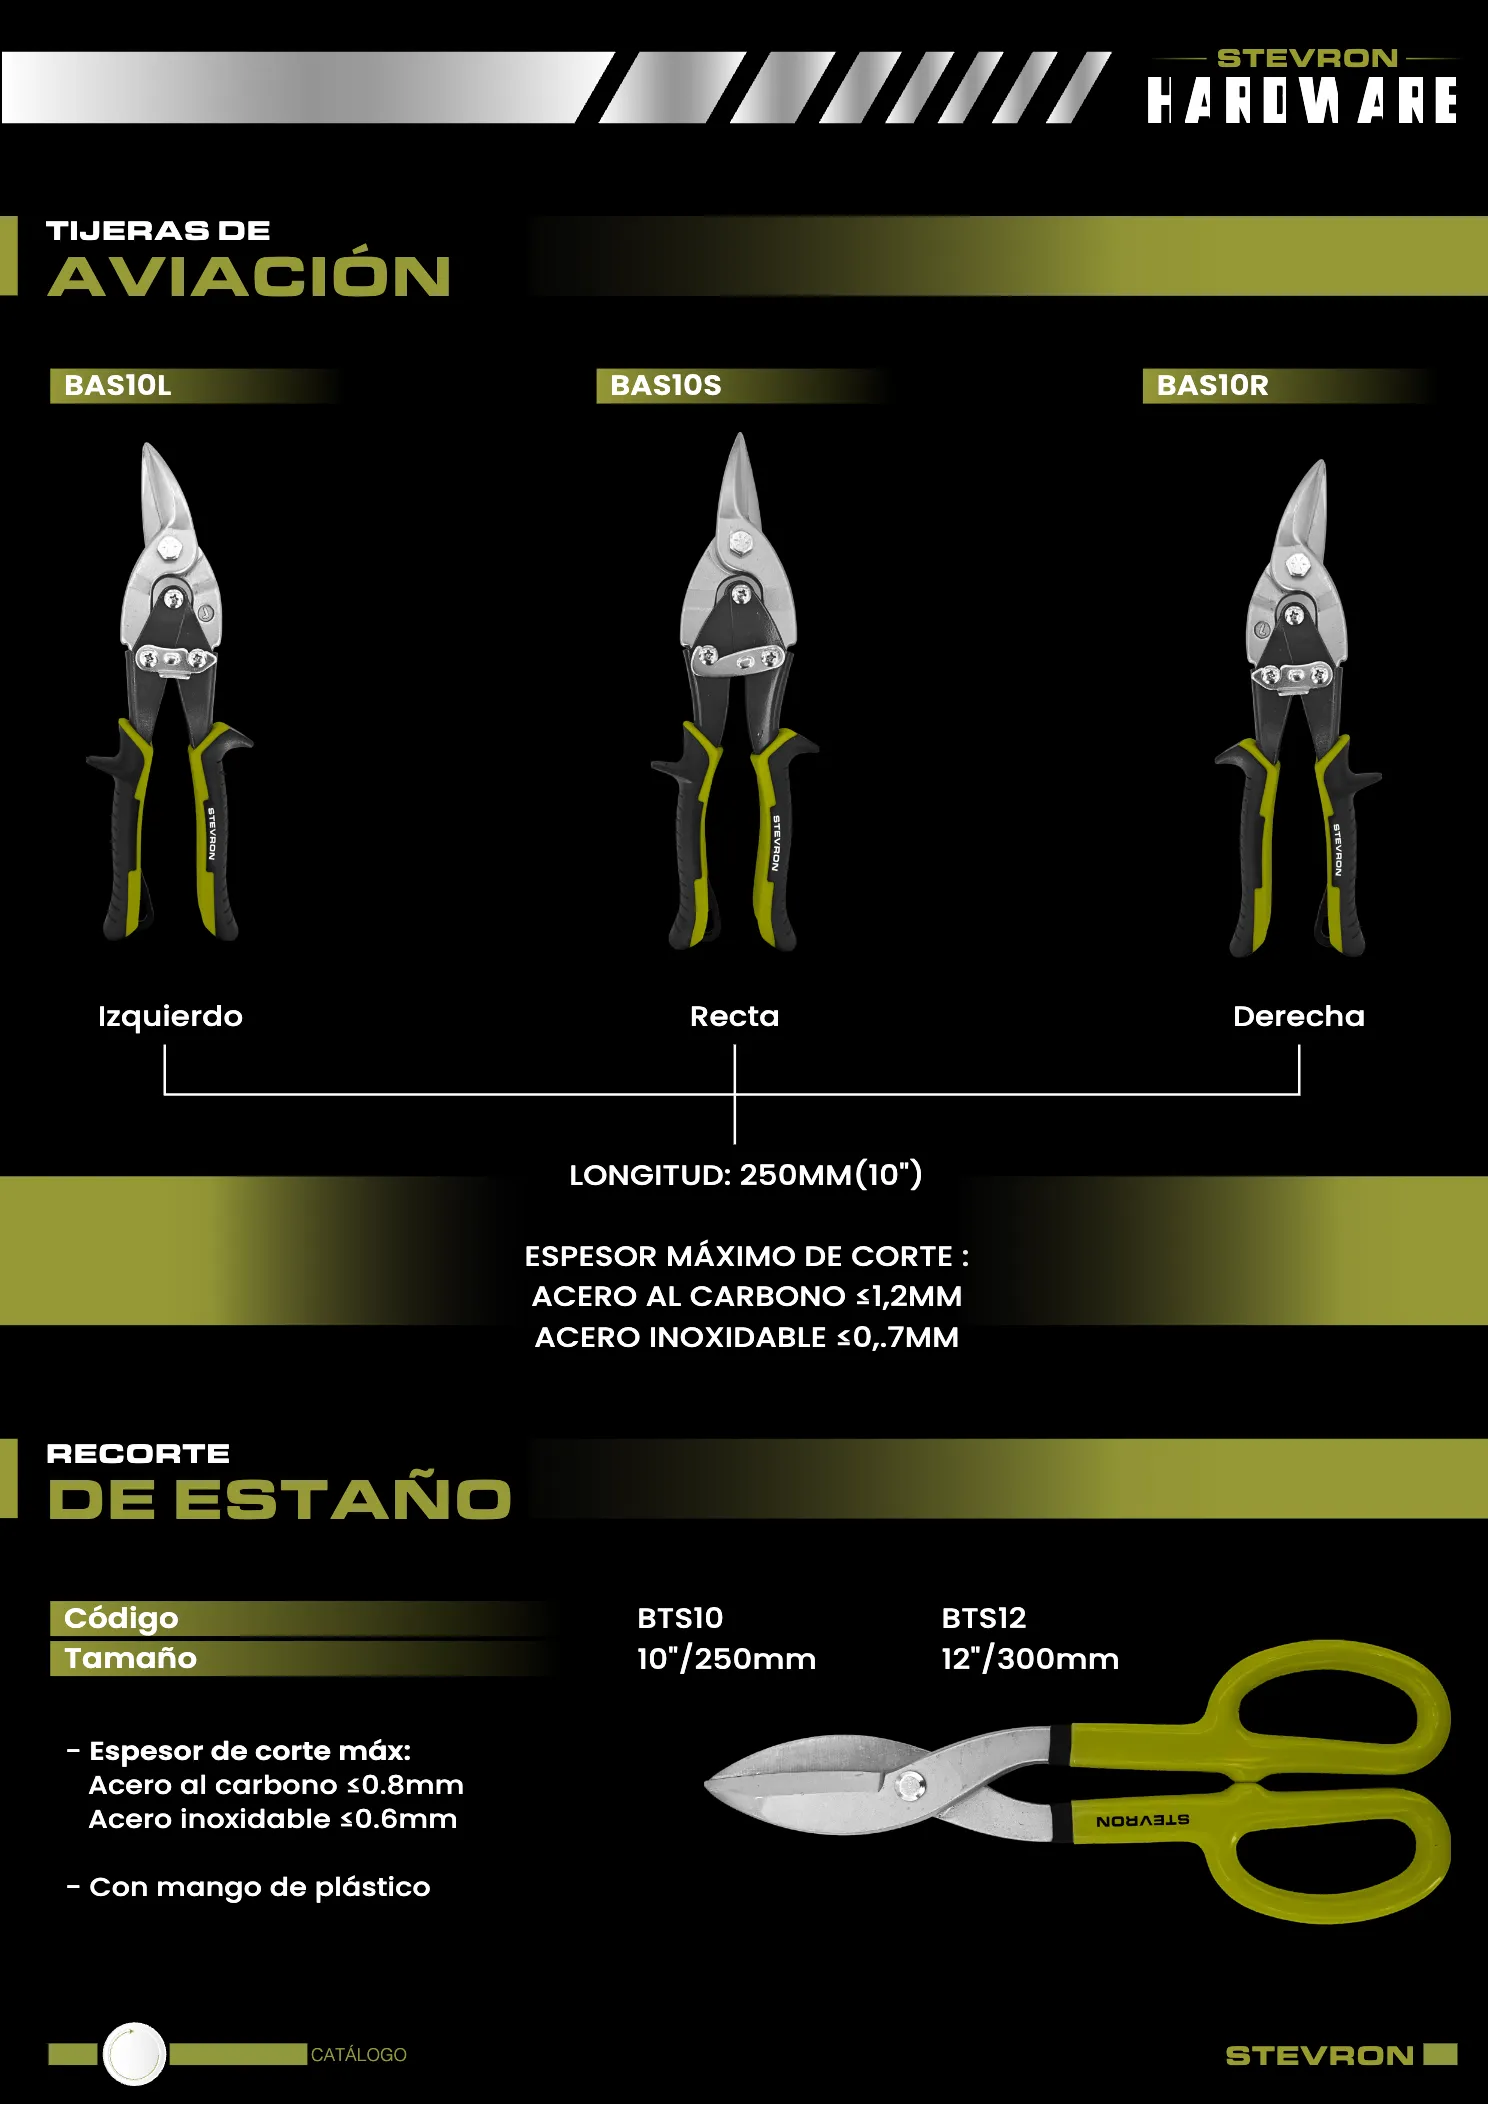 STEVRON
HARDWARE
TIJERAS DE
AVIACIÓN
BAS10L
BAS10S
BAS10R
STEVRON
STEVRON
STEVRON
Izquierdo
Recta
Derecha
LONGITUD: 250MM(10")
ESPESOR MÁXIMO DE CORTE :
ACERO AL CARBONO ≤1,2MM
ACERO INOXIDABLE ≤0,.7MM
RECORTE
DE ESTAÑO
Código BTS10 BTS12
Tamaño 10"/250mm 12"/300mm
- Espesor de corte máx:
Acero al carbono ≤0.8mm
Acero inoxidable ≤0.6mm
- Con mango de plástico
STEVRON
CATÁLOGO
STEVRON